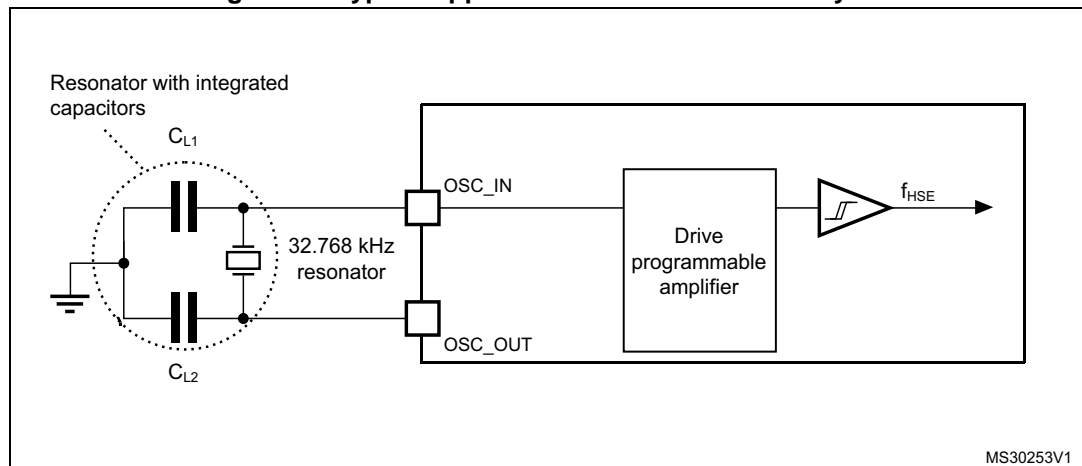 Resonator with integrated
capacitors
CL1
OSC_IN
fHSE
32.768 kHz
resonator
Drive
programmable
amplifier
OSC_OUT
CL2
MS30253V1